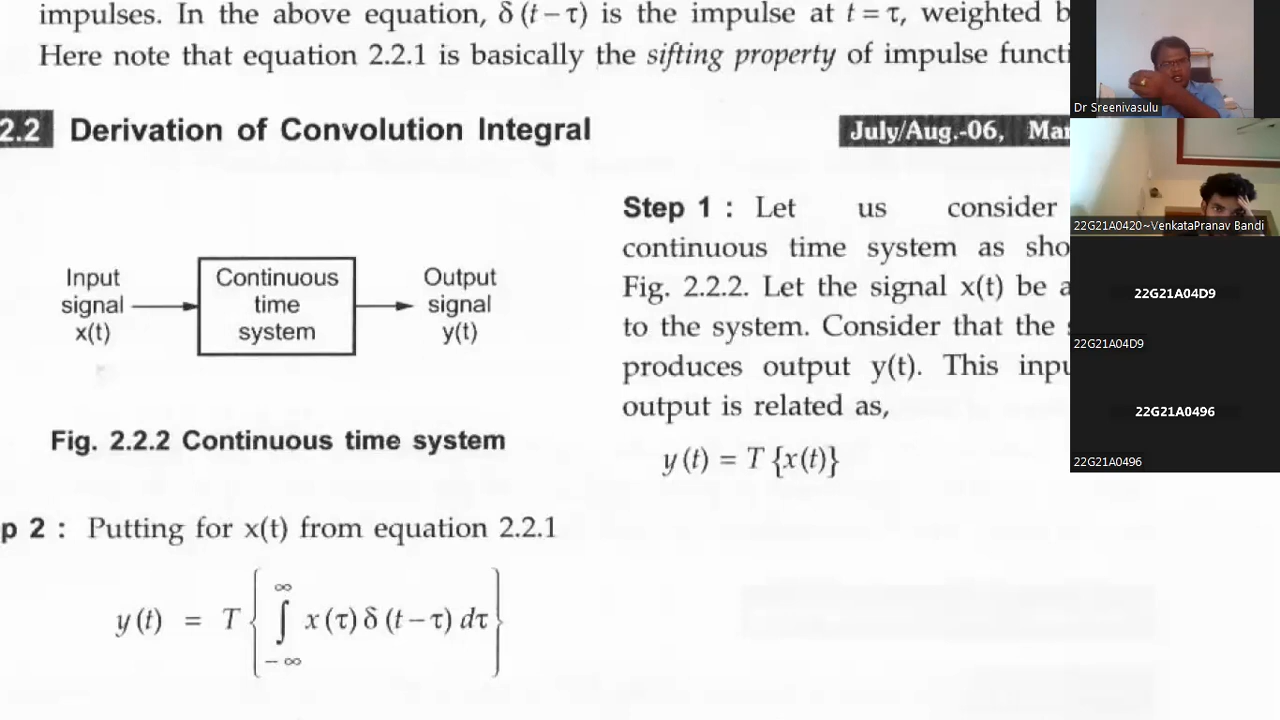 impulses. In the above equation, δ (t – τ) is the impulse at t = τ, weighted b
Here note that equation 2.2.1 is basically the sifting property of impulse functi
2.2 Derivation of Convolution Integral
July/Aug.-06, Mar
Input
signal
x(t)
Continuous
time
system
Output
signal
y(t)
Fig. 2.2.2 Continuous time system
Step 1 : Let us consider
continuous time system as sho
Fig. 2.2.2. Let the signal x(t) be a
to the system. Consider that the s
produces output y(t). This inpu
output is related as,
y (t) = T {x(t)}
p 2 : Putting for x(t) from equation 2.2.1
y (t) = T { ∫_{– ∞}^{∞} x (τ) δ (t – τ) dτ }
Dr Sreenivasulu
22G21A0420~VenkataPranav Bandi
22G21A04D9
22G21A04D9
22G21A0496
22G21A0496